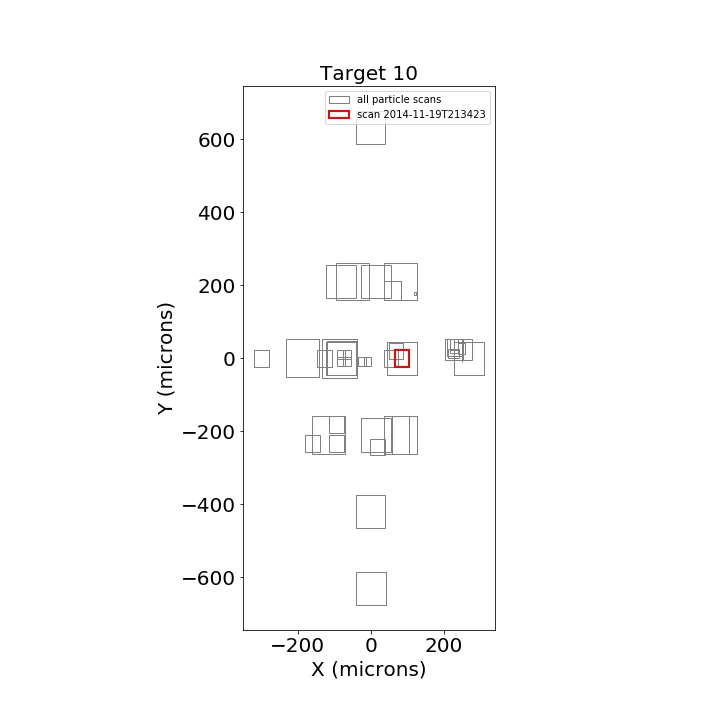 Target 10
all particle scans
scan 2014-11-19T213423
600
400
200
0
−200
−400
−600
Y (microns)
−200 0 200
X (microns)